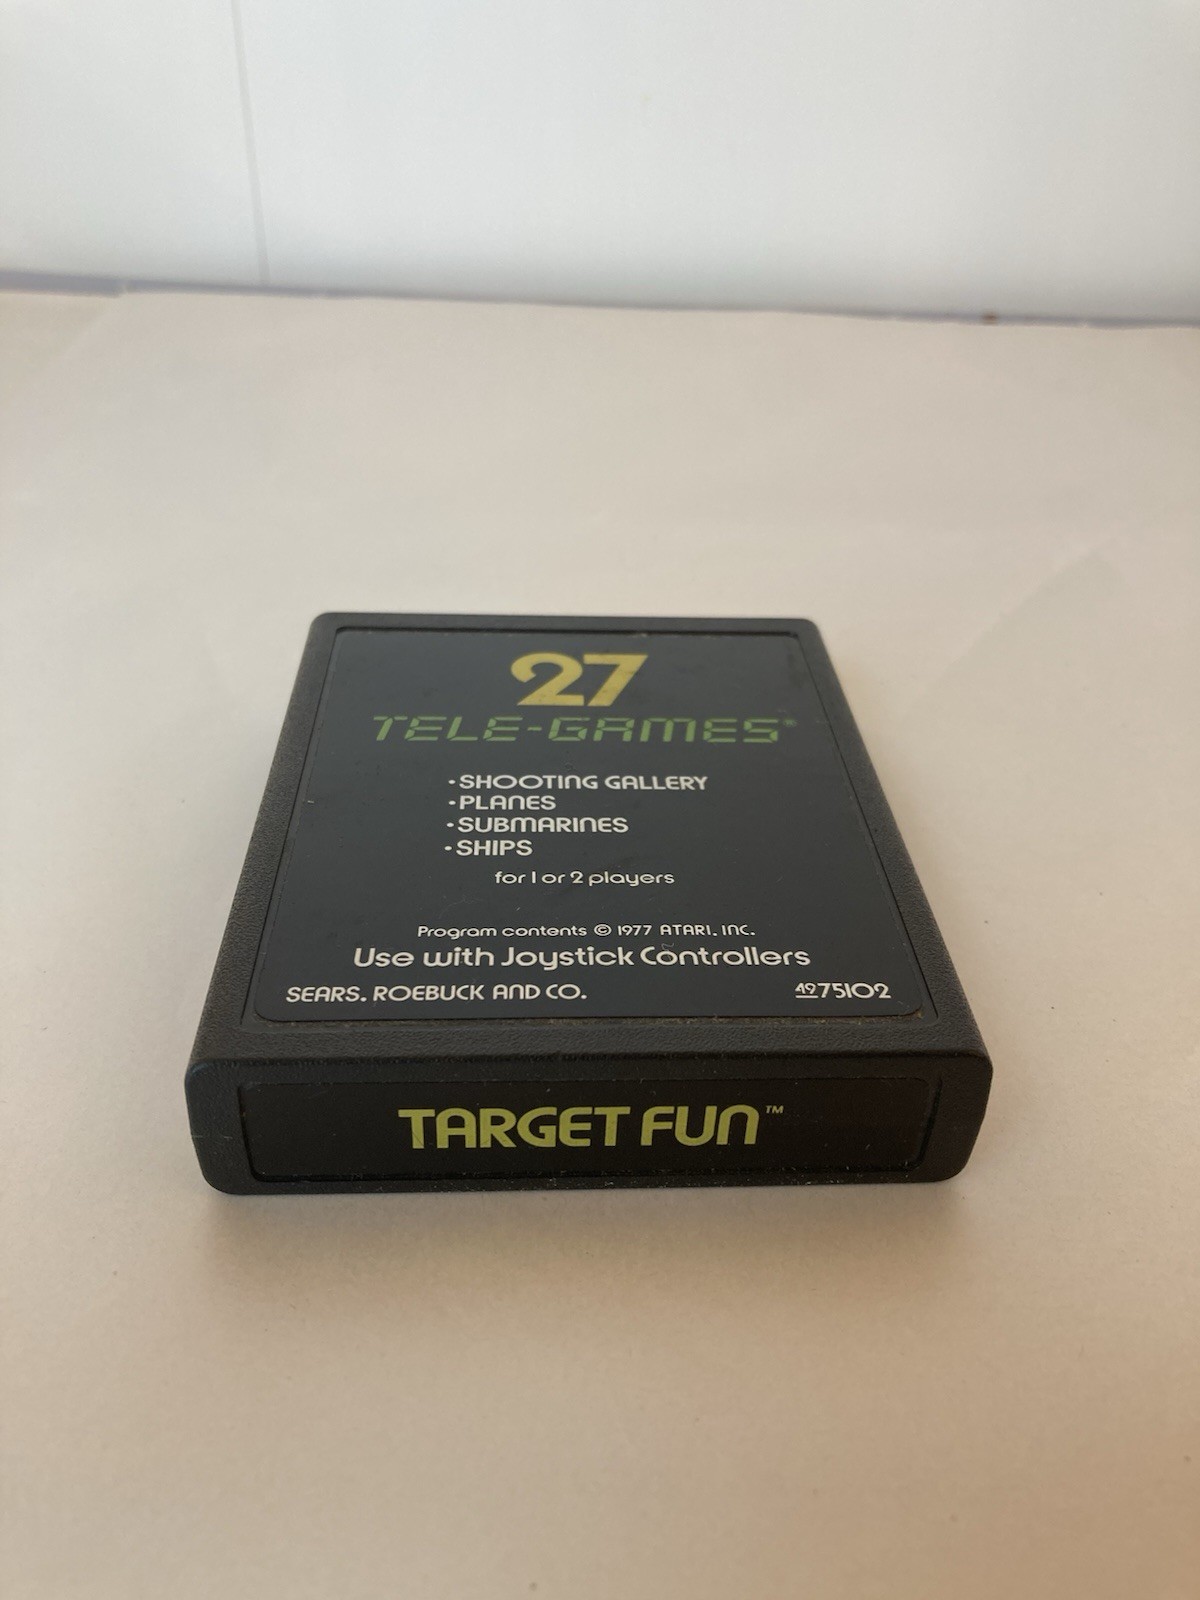 27
TELE-GAMES®
• SHOOTING GALLERY
• PLANES
• SUBMARINES
• SHIPS
for 1 or 2 players
Program contents © 1977 ATARI, INC.
Use with Joystick Controllers
SEARS, ROEBUCK AND CO. 49 75102
TARGET FUN™